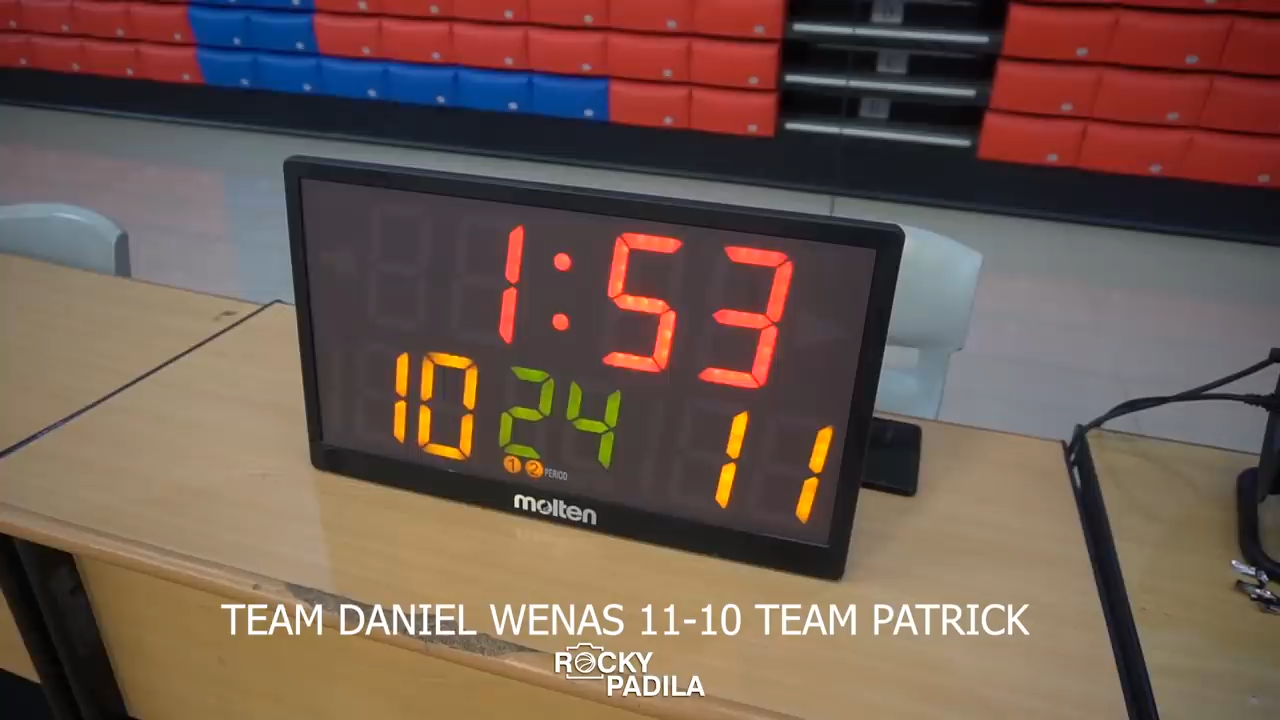 1:53
10 24 11
1 2 PERIOD
molten
TEAM DANIEL WENAS 11-10 TEAM PATRICK
ROCKY
PADILA